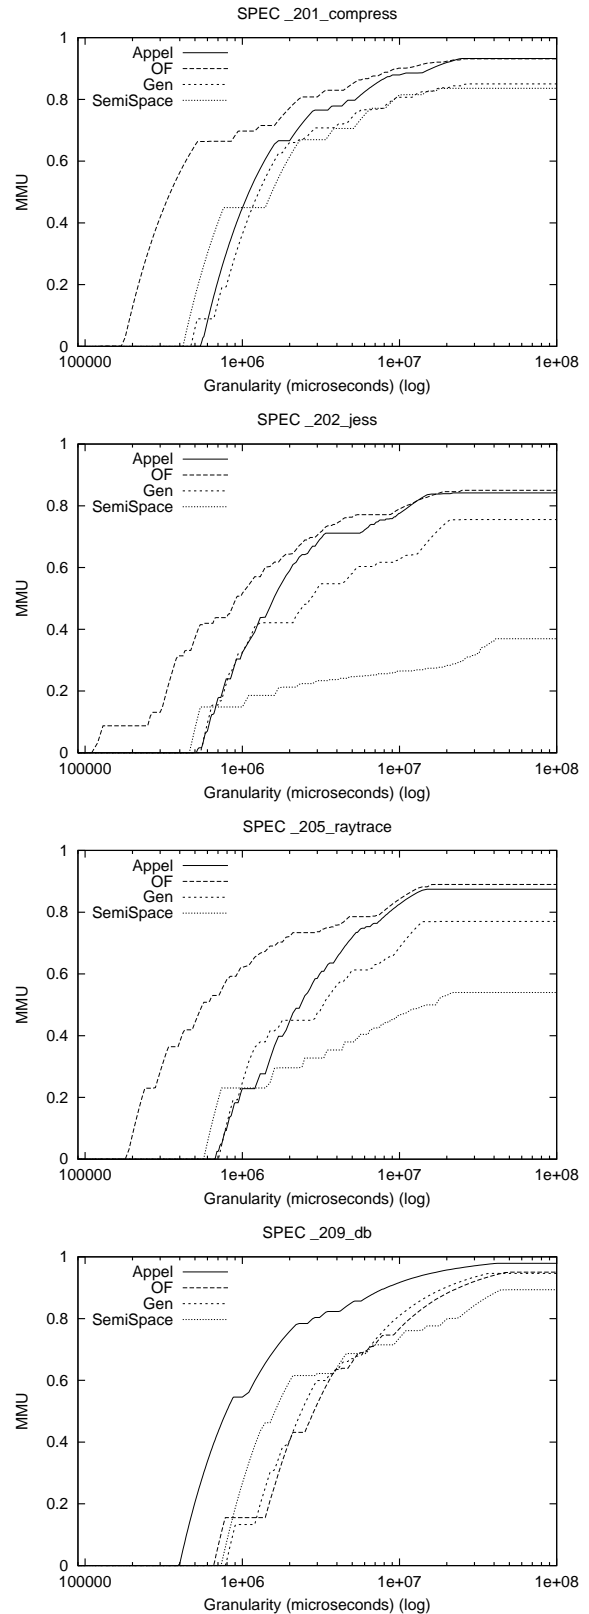 SPEC _201_compress
1
Appel
OF
0.8
Gen
SemiSpace
0.6
MMU
0.4
0.2
0
100000 1e+06 1e+07 1e+08
Granularity (microseconds) (log)
SPEC _202_jess
1
Appel
OF
0.8
Gen
SemiSpace
0.6
MMU
0.4
0.2
0
100000 1e+06 1e+07 1e+08
Granularity (microseconds) (log)
SPEC _205_raytrace
1
Appel
OF
0.8
Gen
SemiSpace
0.6
MMU
0.4
0.2
0
100000 1e+06 1e+07 1e+08
Granularity (microseconds) (log)
SPEC _209_db
1
Appel
OF
0.8
Gen
SemiSpace
0.6
MMU
0.4
0.2
0
100000 1e+06 1e+07 1e+08
Granularity (microseconds) (log)